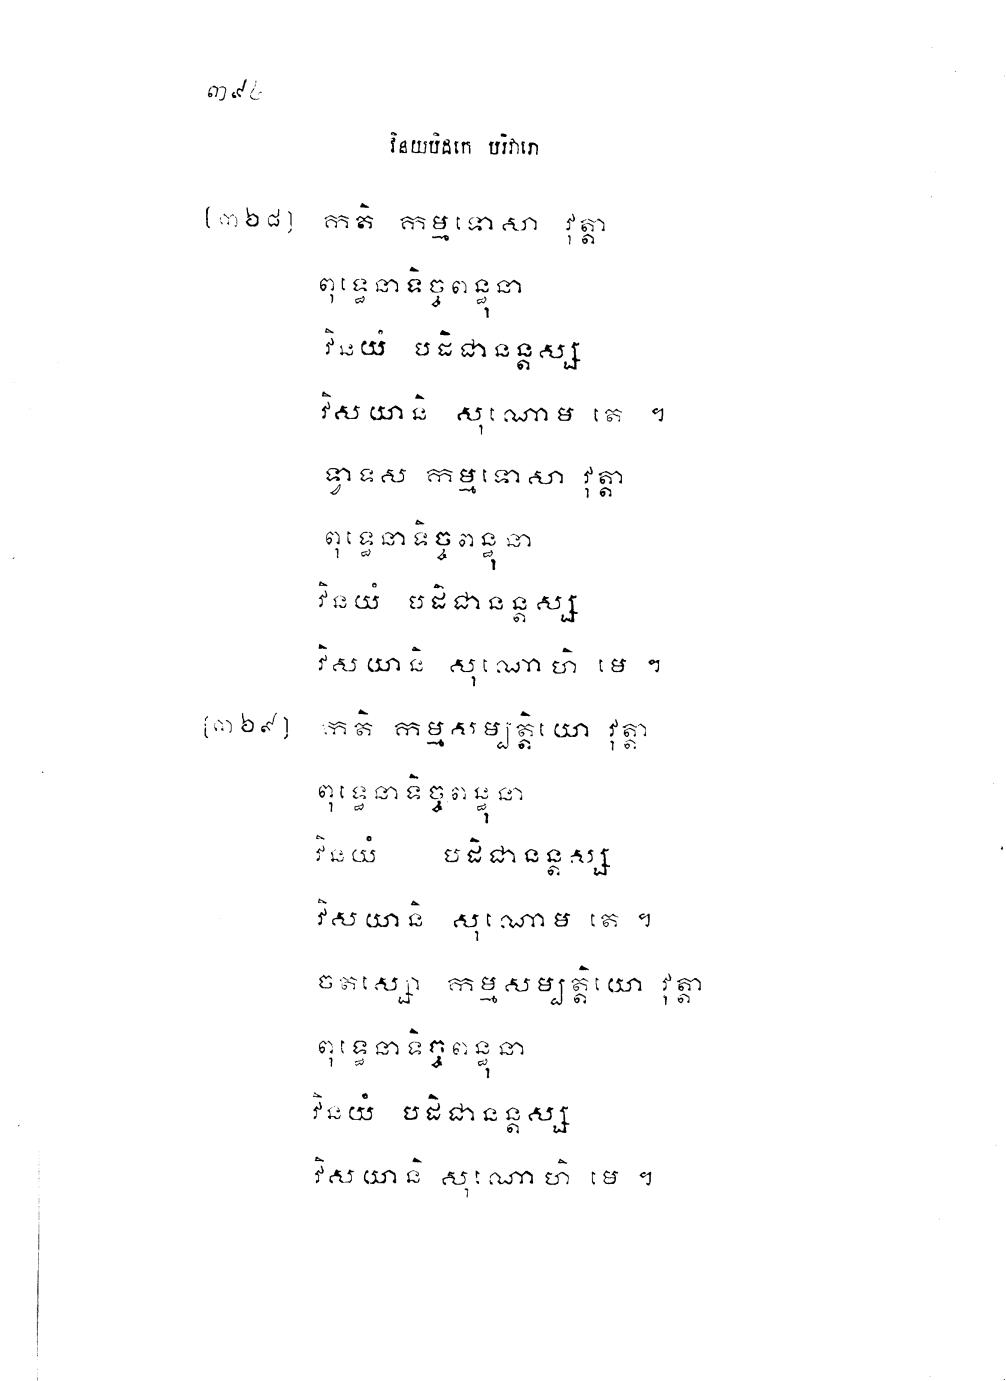 វិនយបិដកេ បរិវារោ
(៣២៨) កតិ កម្មទោសា វុត្តា
ពុទ្ធេនាទិច្ចពន្ធុនា
វិនយំ បដិជានន្តស្ស
វិសយានិ សុណោម តេ ។
ទ្វាទស កម្មទោសា វុត្តា
ពុទ្ធេនាទិច្ចពន្ធុនា
វិនយំ បដិជានន្តស្ស
វិសយានិ សុណោហិ មេ ។
(៣២៩) កតិ កម្មសម្បត្តិយោ វុត្តា
ពុទ្ធេនាទិច្ចពន្ធុនា
វិនយំ បដិជានន្តស្ស
វិសយានិ សុណោម តេ ។
ចតស្សោ កម្មសម្បត្តិយោ វុត្តា
ពុទ្ធេនាទិច្ចពន្ធុនា
វិនយំ បដិជានន្តស្ស
វិសយានិ សុណោហិ មេ ។